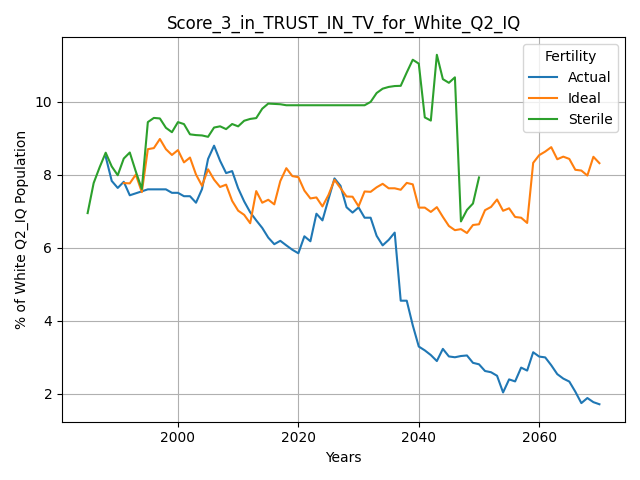 Score_3_in_TRUST_IN_TV_for_White_Q2_IQ
Fertility
Actual
Ideal
Sterile
% of White Q2_IQ Population
10
8
6
4
2
2000 2020 2040 2060
Years